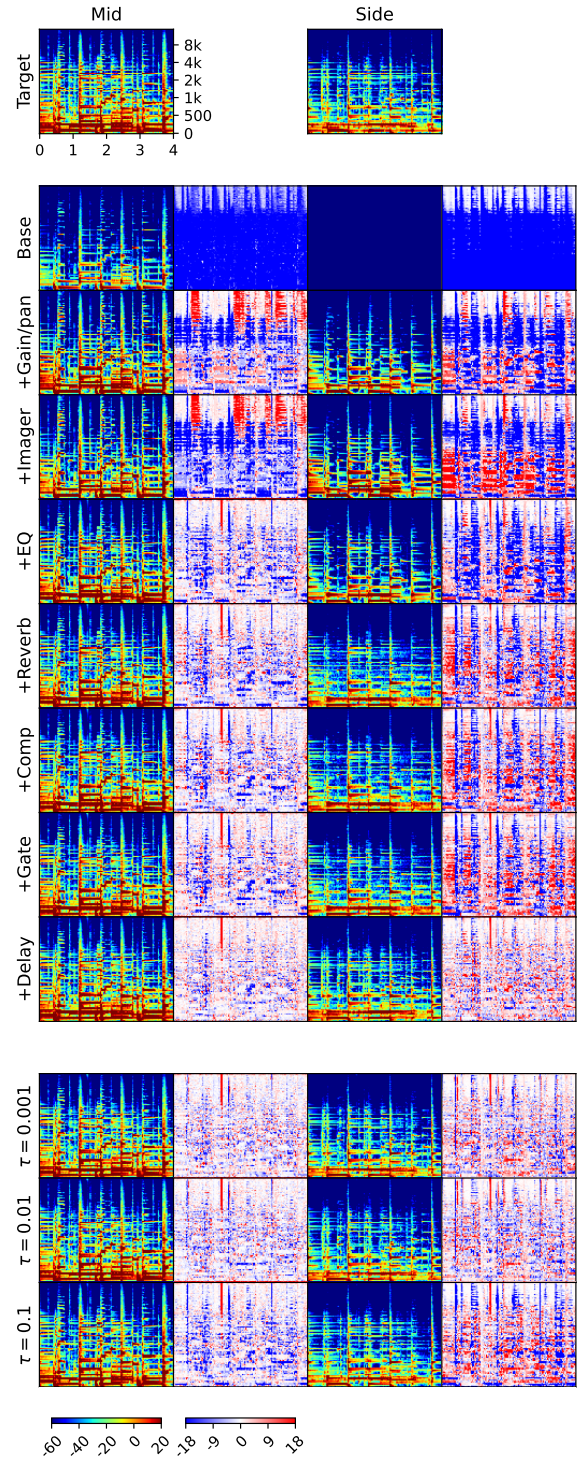 Mid Side
Target
8k
4k
2k
1k
500
0
0 1 2 3 4
Base
+Gain/pan
+Imager
+EQ
+Reverb
+Comp
+Gate
+Delay
τ = 0.001
τ = 0.01
τ = 0.1
-60 -40 -20 0 20
-18 -9 0 9 18